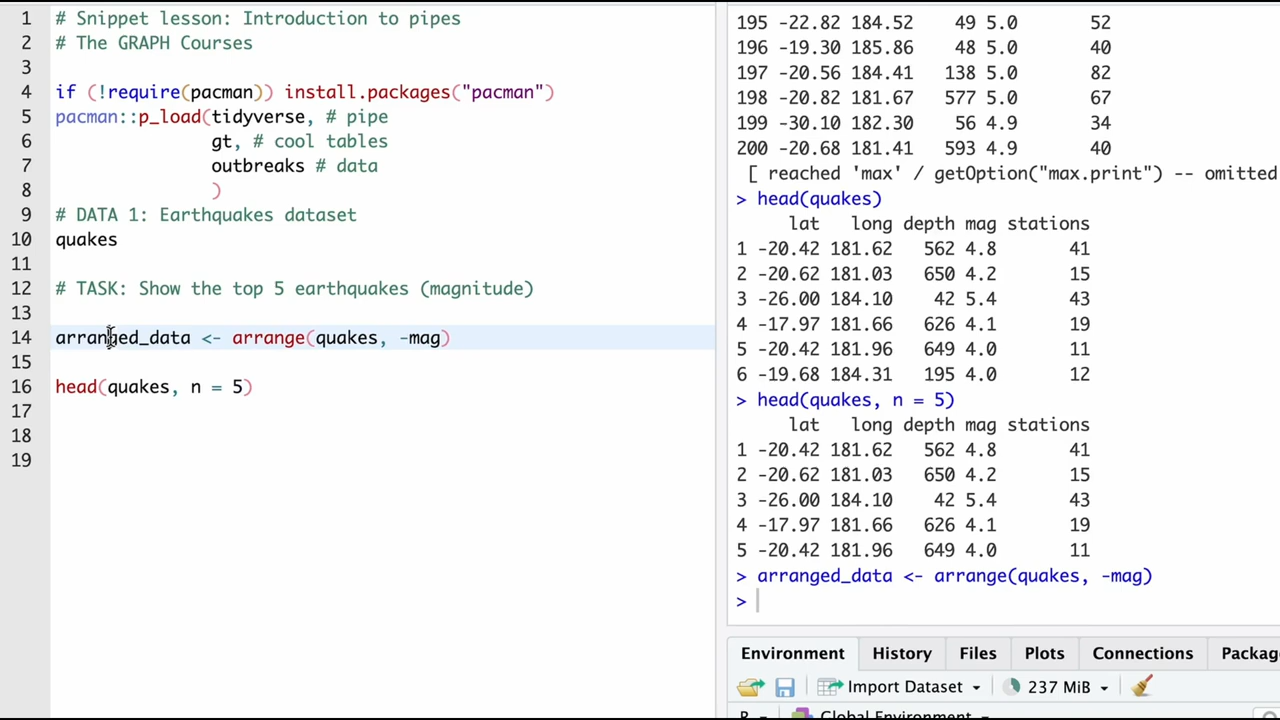 1 # Snippet lesson: Introduction to pipes
2 # The GRAPH Courses
3
4 if (!require(pacman)) install.packages("pacman")
5 pacman::p_load(tidyverse, # pipe
6 gt, # cool tables
7 outbreaks # data
8 )
9 # DATA 1: Earthquakes dataset
10 quakes
11
12 # TASK: Show the top 5 earthquakes (magnitude)
13
14 arranged_data <- arrange(quakes, -mag)
15
16 head(quakes, n = 5)
17
18
19
195 -22.82 184.52 49 5.0 52
196 -19.30 185.86 48 5.0 40
197 -20.56 184.41 138 5.0 82
198 -20.82 181.67 577 5.0 67
199 -30.10 182.30 56 4.9 34
200 -20.68 181.41 593 4.9 40
[ reached 'max' / getOption("max.print") -- omitted
> head(quakes)
lat long depth mag stations
1 -20.42 181.62 562 4.8 41
2 -20.62 181.03 650 4.2 15
3 -26.00 184.10 42 5.4 43
4 -17.97 181.66 626 4.1 19
5 -20.42 181.96 649 4.0 11
6 -19.68 184.31 195 4.0 12
> head(quakes, n = 5)
lat long depth mag stations
1 -20.42 181.62 562 4.8 41
2 -20.62 181.03 650 4.2 15
3 -26.00 184.10 42 5.4 43
4 -17.97 181.66 626 4.1 19
5 -20.42 181.96 649 4.0 11
> arranged_data <- arrange(quakes, -mag)
>
Environment History Files Plots Connections Packag
Import Dataset 237 MiB
R Global Environment